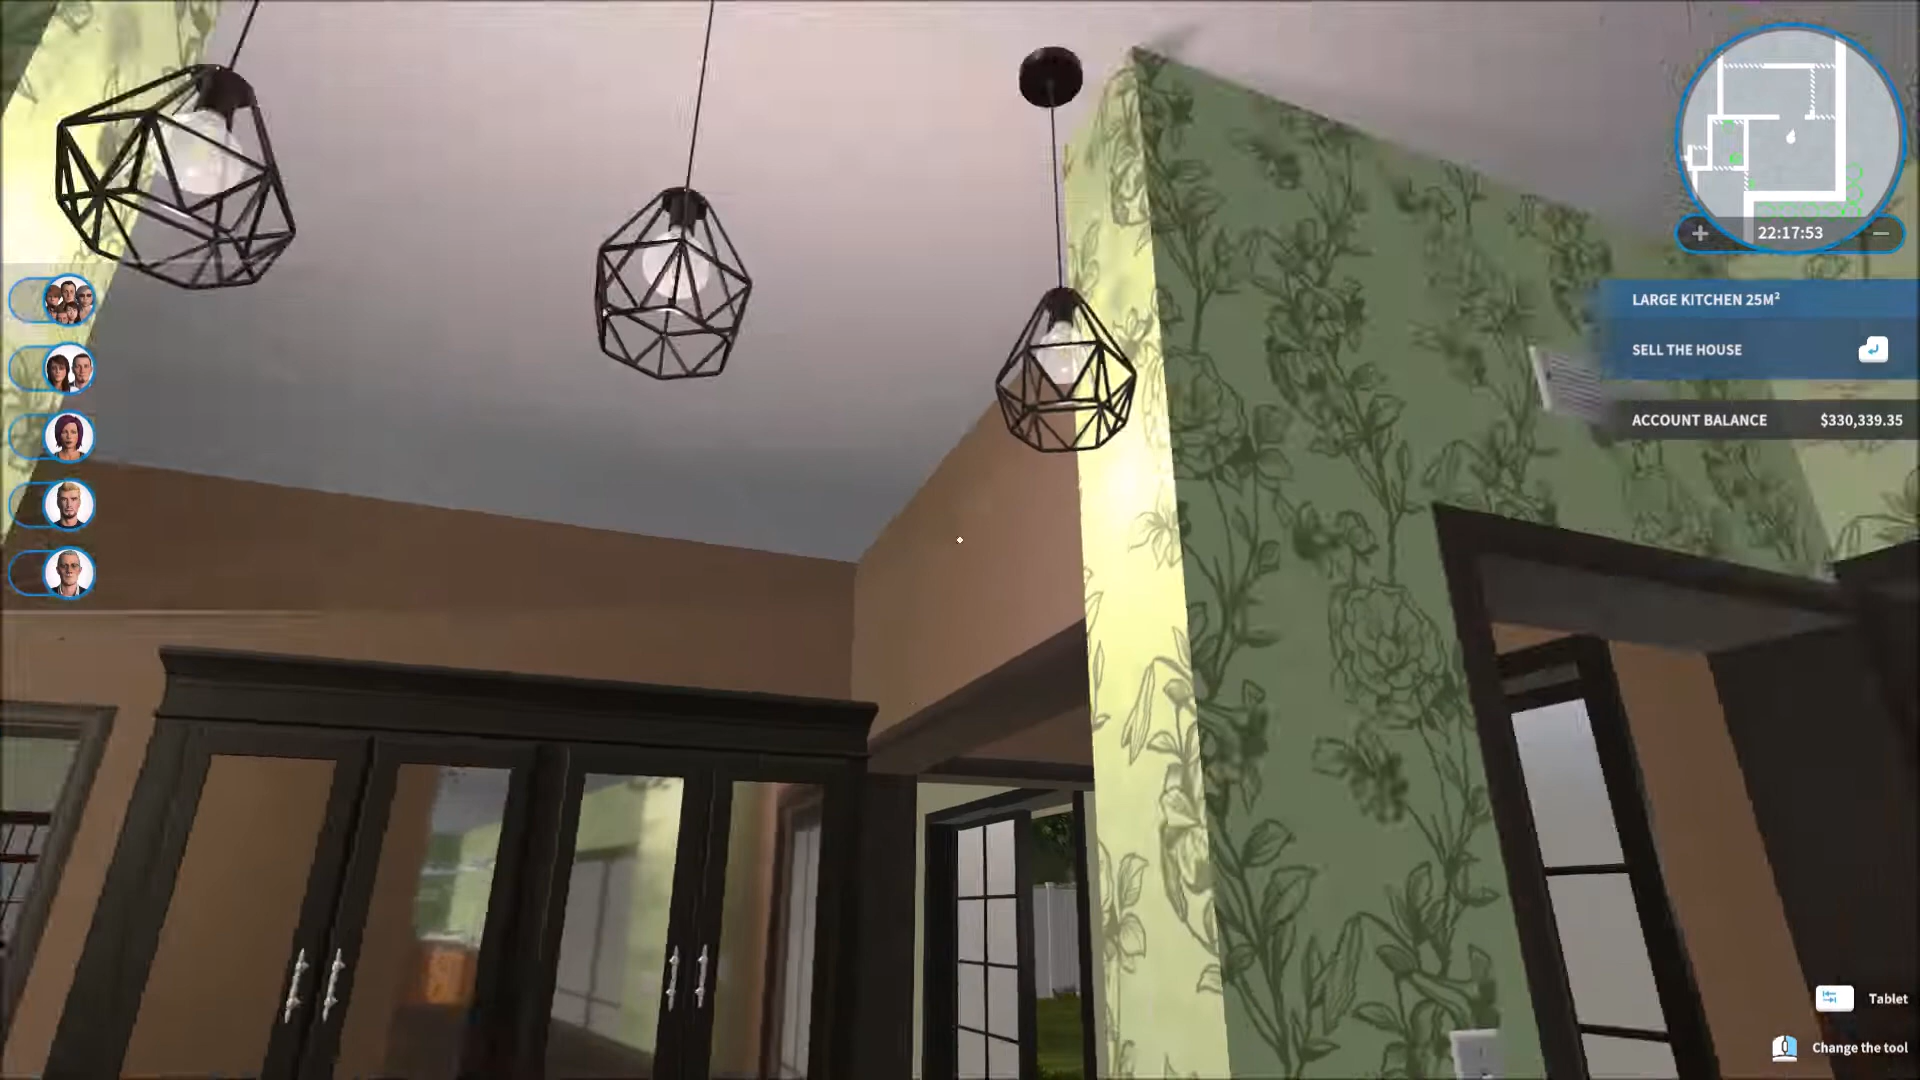 22:17:53
LARGE KITCHEN 25M²
SELL THE HOUSE
ACCOUNT BALANCE $330,339.35
Tablet
Change the tool